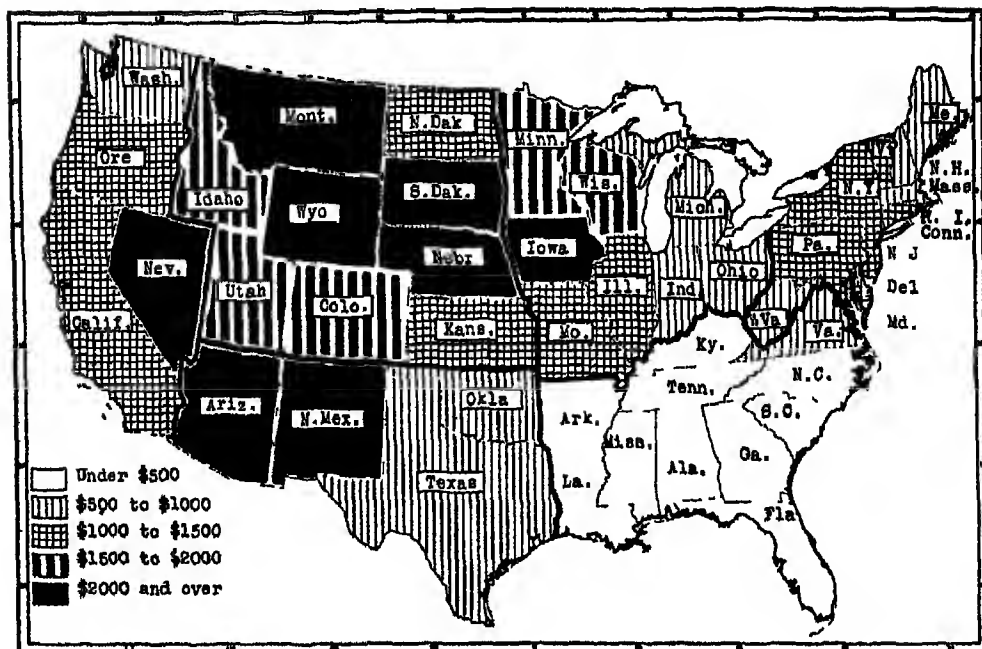 Wash.
Mont.
N.Dak
Minn.
Me.
Ore
N.H.
Mass.
Idaho
Wyo
S.Dak.
Wis.
Mich.
N.Y
R. I.
Conn.
Nev.
Nebr
Iowa
Pa.
N J
Utah
Colo.
Ill.
Ind
Ohio
Del
Calif.
Kans.
Mo.
Va.
Md.
Ky.
Ariz.
N.Mex.
Okla
Tenn.
N.C.
Ark.
S.C.
Miss.
Ga.
Texas
La.
Ala.
Fla
Under $500
$500 to $1000
$1000 to $1500
$1500 to $2000
$2000 and over